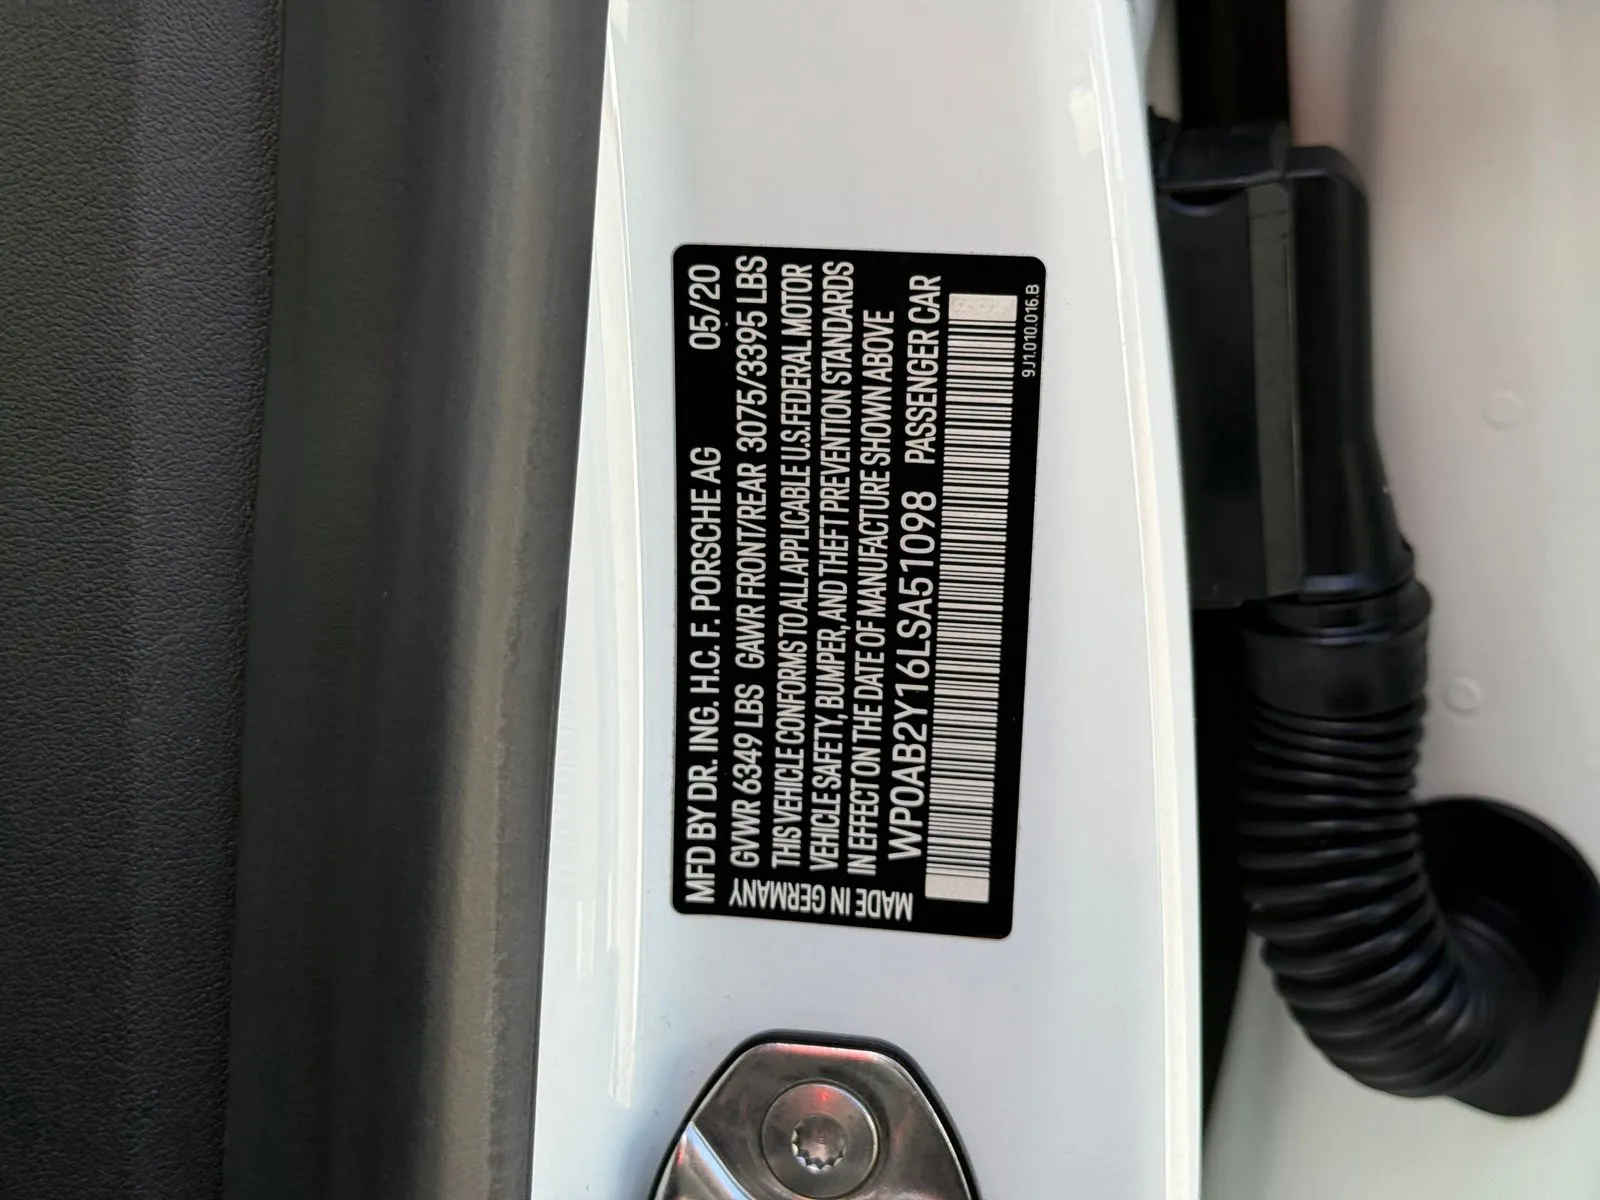 MFD BY DR. ING. H.C. F. PORSCHE AG 05/20
GVWR 6349 LBS GAWR FRONT/REAR 3075/3395 LBS
THIS VEHICLE CONFORMS TO ALL APPLICABLE U.S. FEDERAL MOTOR
VEHICLE SAFETY, BUMPER, AND THEFT PREVENTION STANDARDS
IN EFFECT ON THE DATE OF MANUFACTURE SHOWN ABOVE
WP0AB2Y16LSA51098 PASSENGER CAR
MADE IN GERMANY
9J1.010.016.B